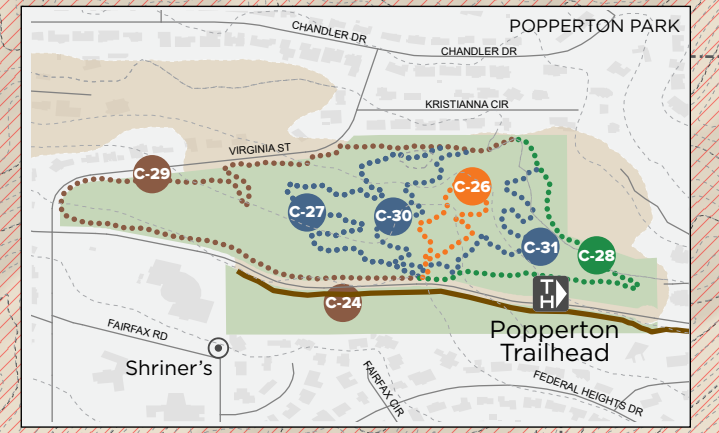 POPPERTON PARK
CHANDLER DR
CHANDLER DR
KRISTIANNA CIR
VIRGINIA ST
C-29
C-26
C-27
C-30
C-31
C-28
C-24
TH
Popperton
Trailhead
FAIRFAX RD
Shriner's
FAIRFAX CIR
FEDERAL HEIGHTS DR